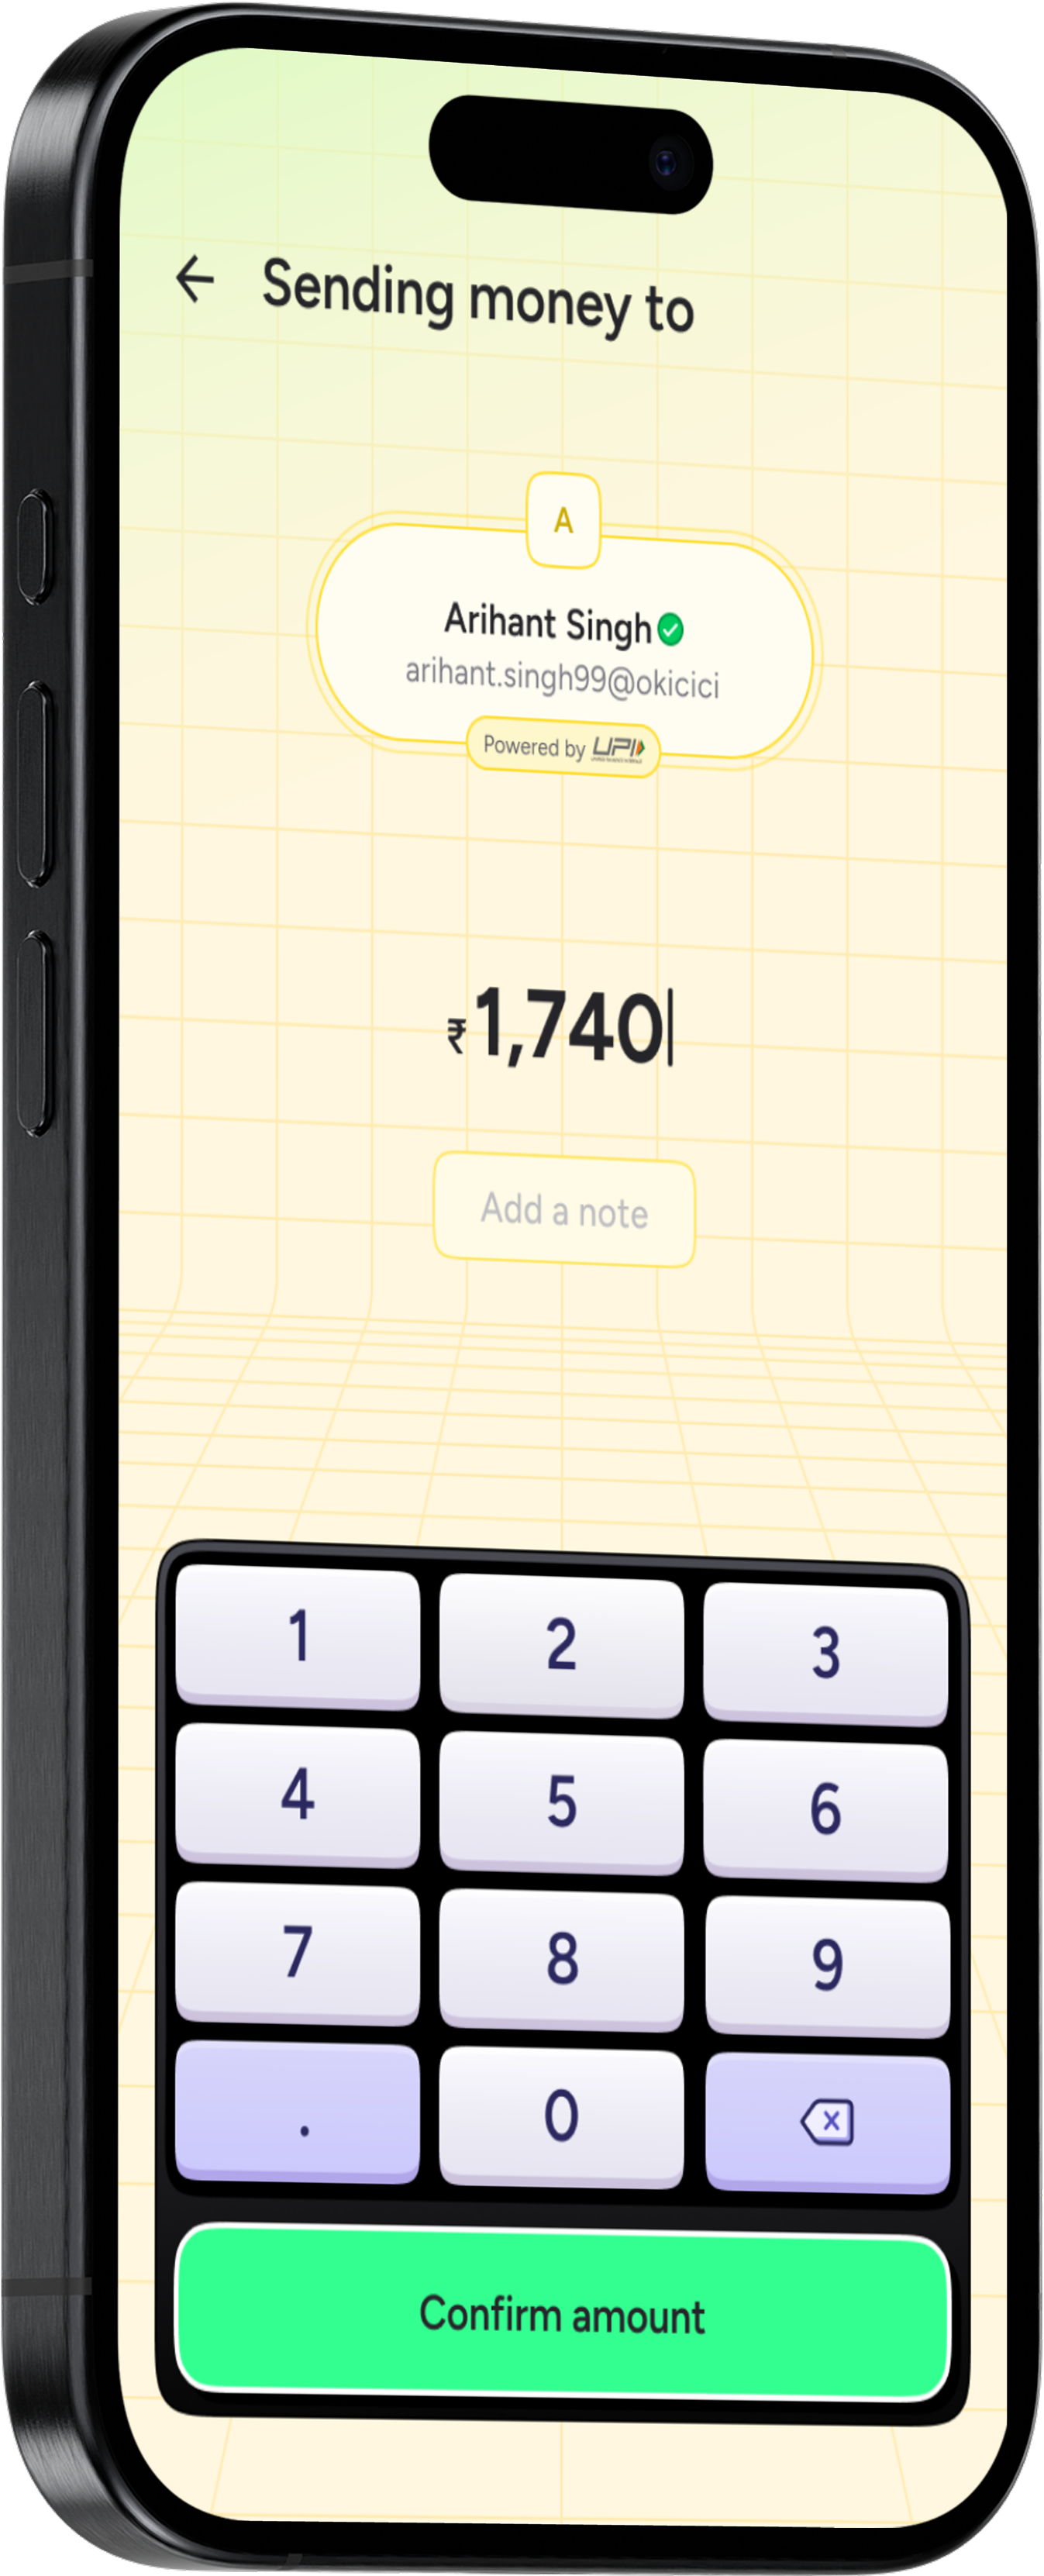 Sending money to
A
Arihant Singh
arihant.singh99@okicici
Powered by UPI
₹1,740
Add a note
1 2 3
4 5 6
7 8 9
. 0
Confirm amount